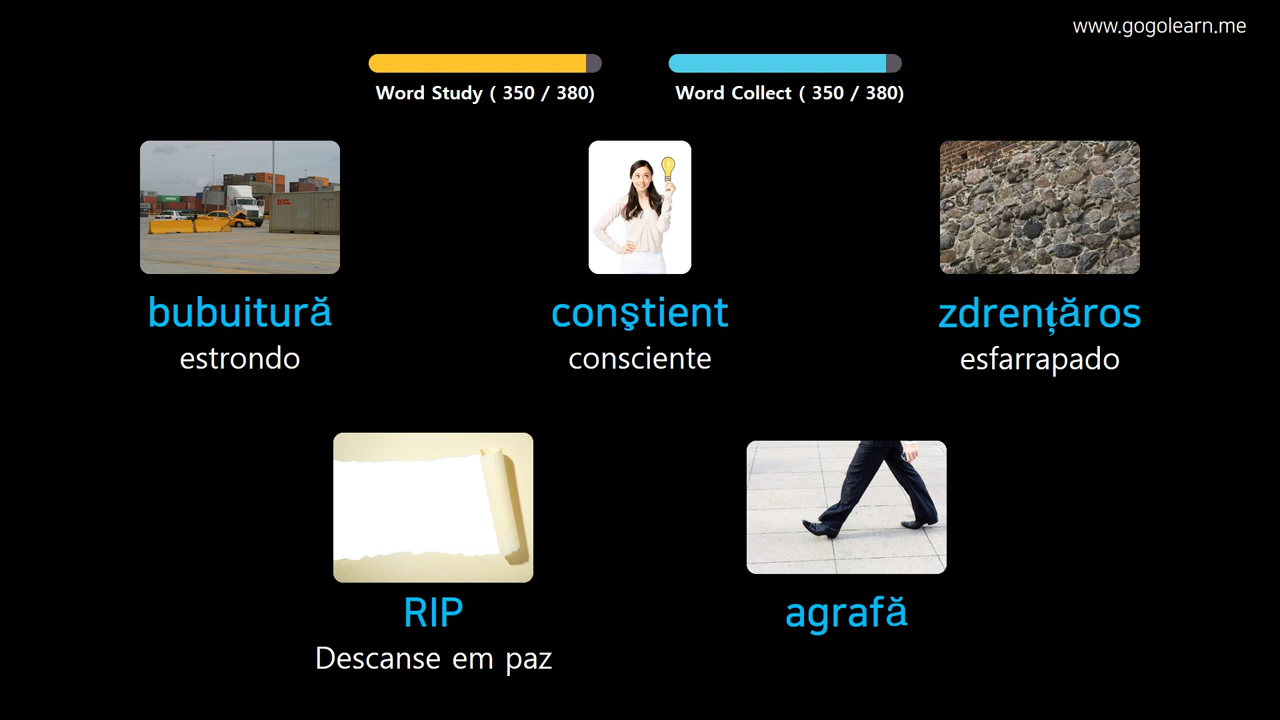 www.gogolearn.me
Word Study ( 350 / 380)
Word Collect ( 350 / 380)
bubuitură
conştient
zdrențăros
estrondo
consciente
esfarrapado
RIP
agrafă
Descanse em paz